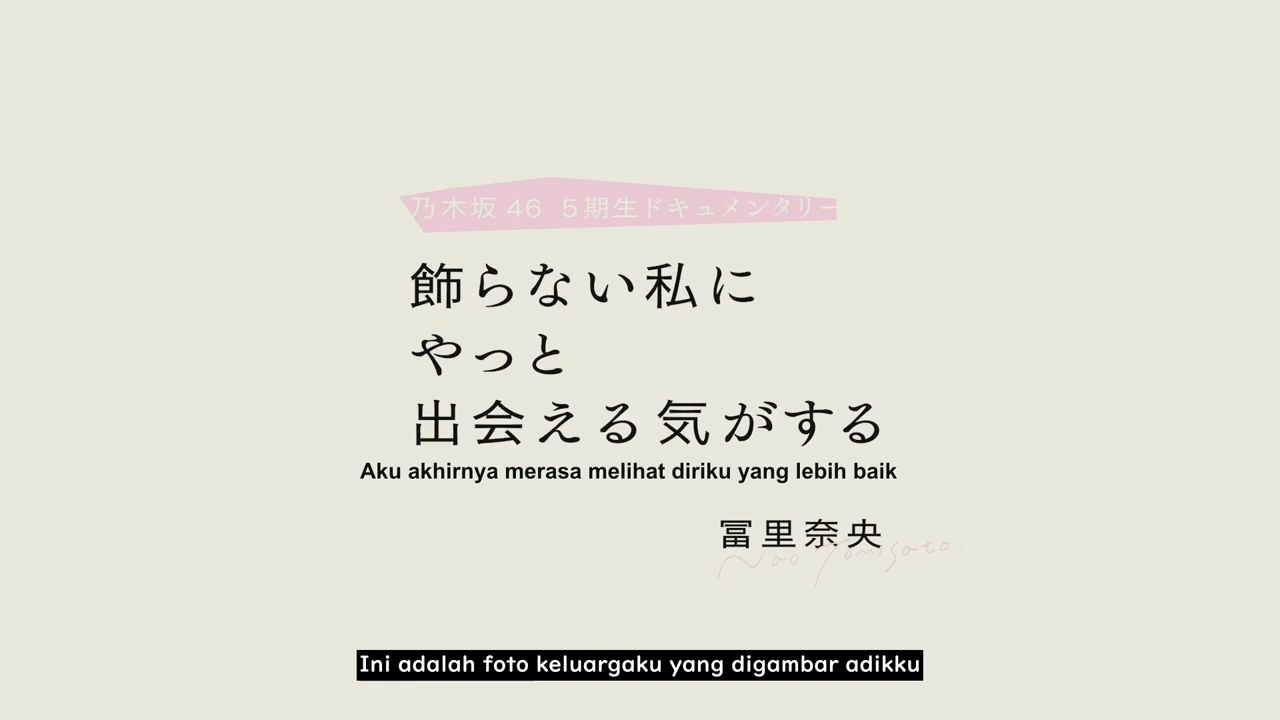 乃木坂46 5期生ドキュメンタリー
飾らない私に
やっと
出会える気がする
Aku akhirnya merasa melihat diriku yang lebih baik
冨里奈央
Nao Tomisato.
Ini adalah foto keluargaku yang digambar adikku